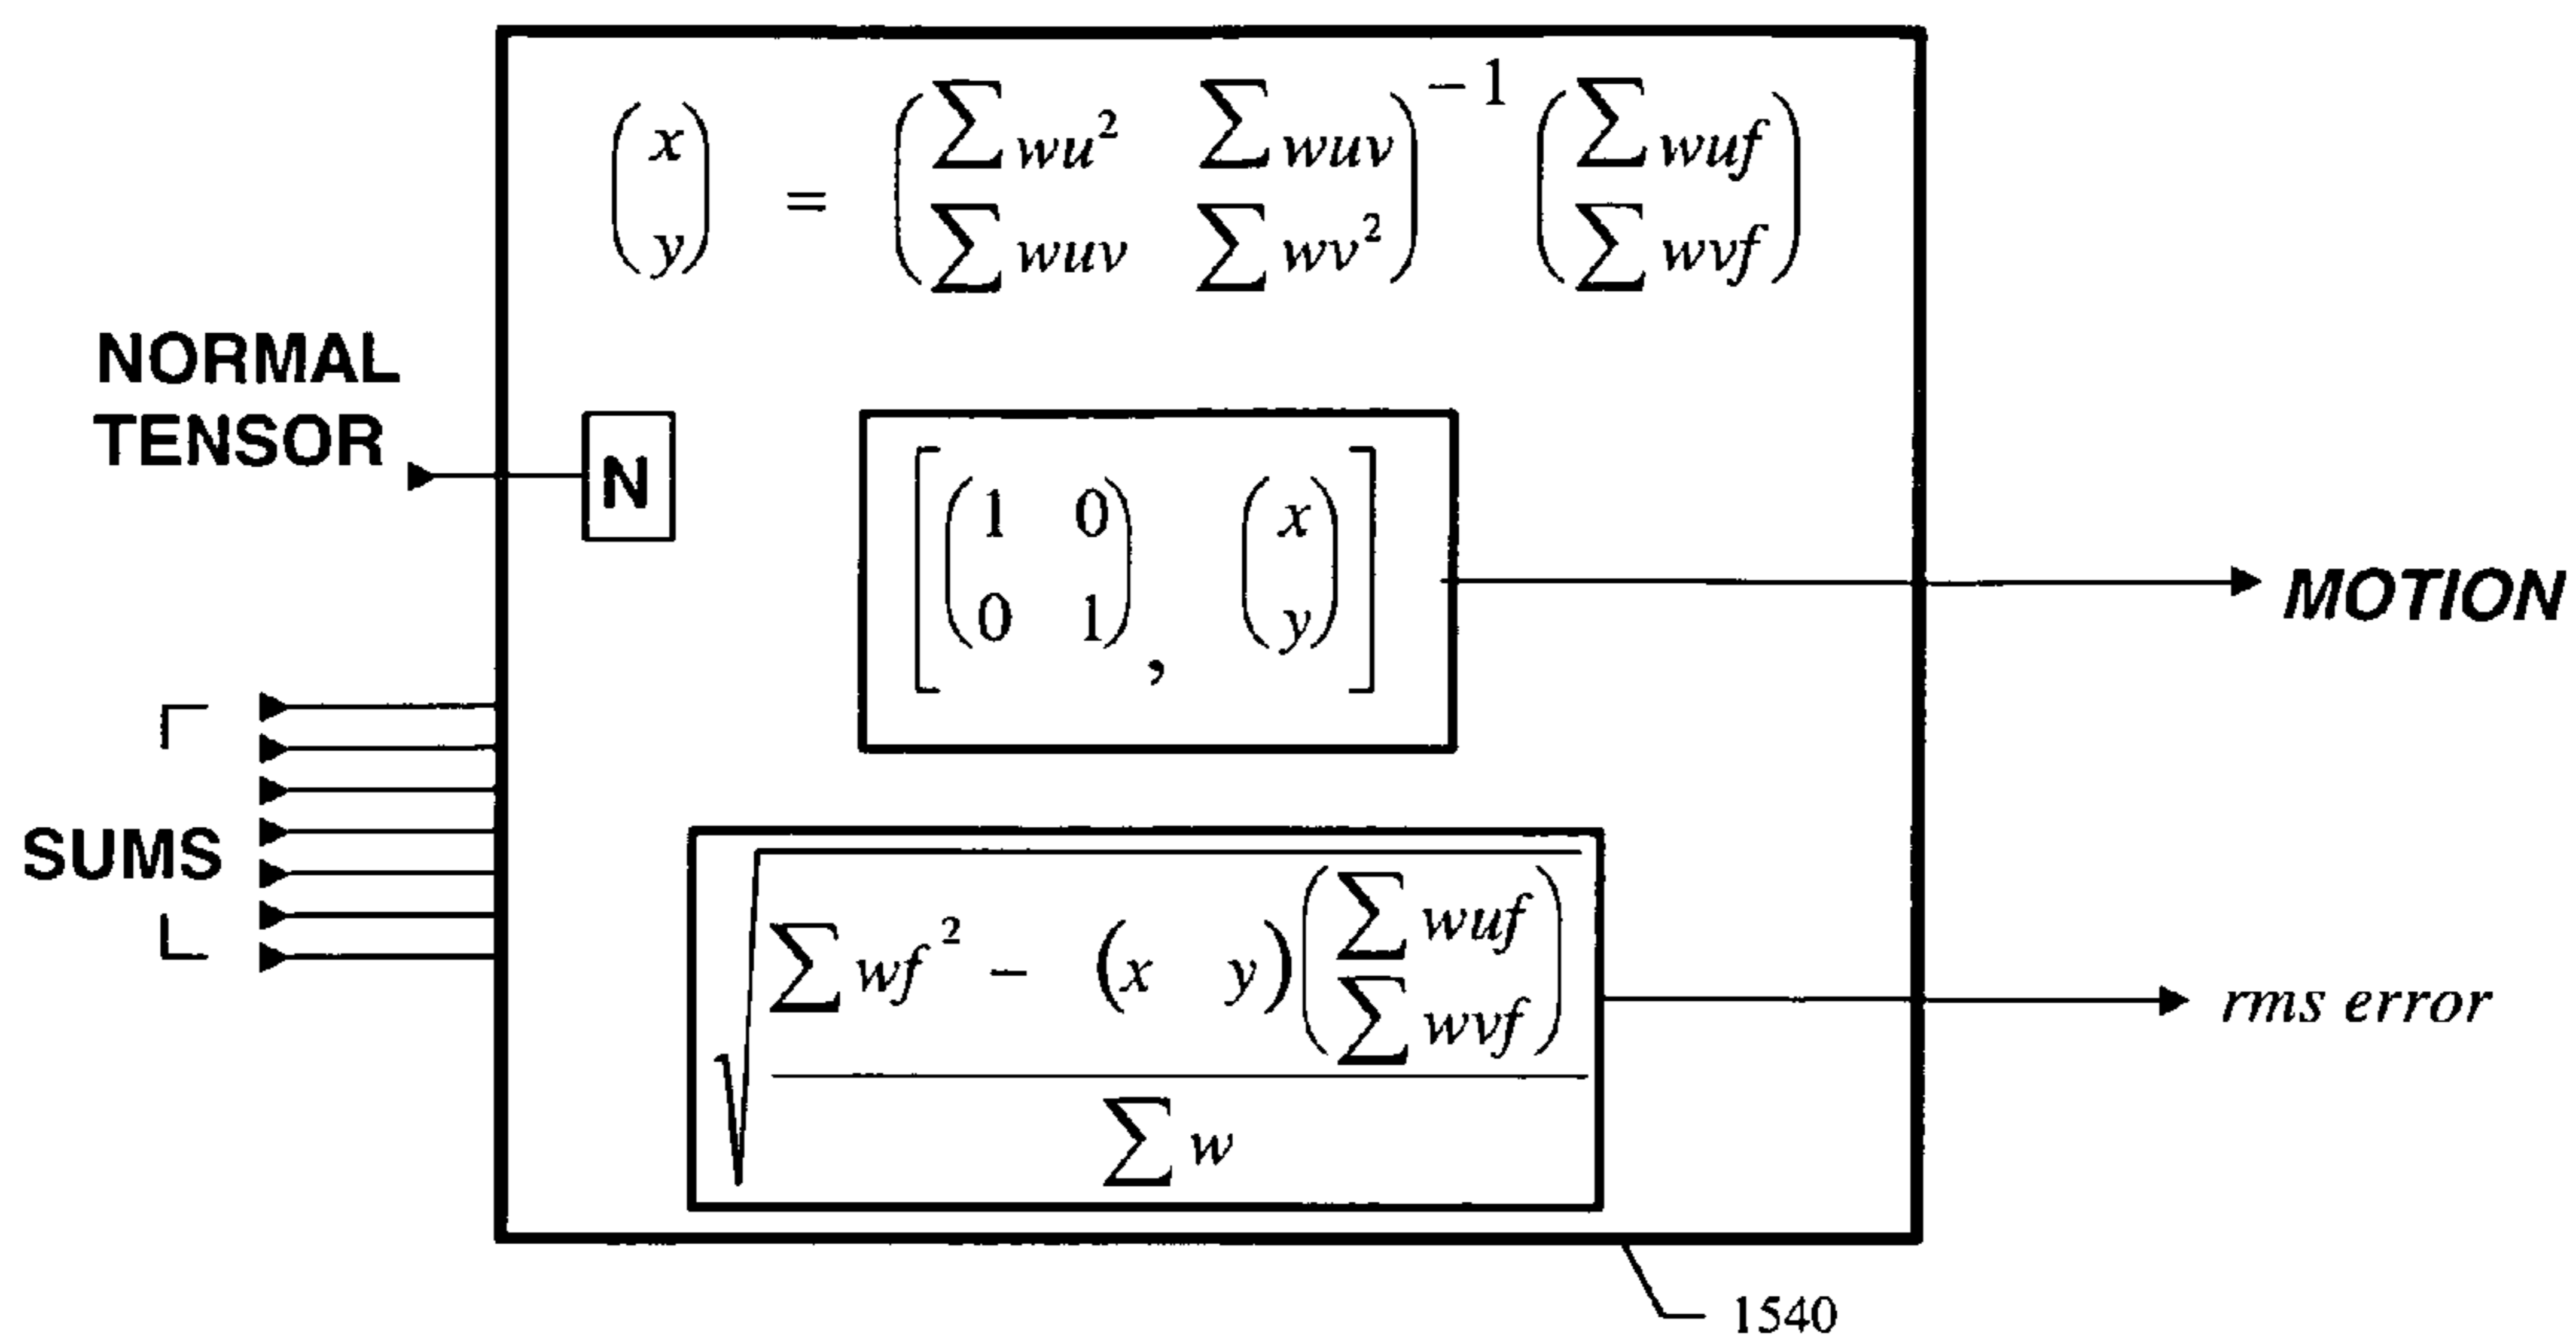 (x y) = (∑wu² ∑wuv ∑wuv ∑wv²)⁻¹ (∑wuf ∑wvf)
NORMAL
TENSOR
N
[(1 0 0 1), (x y)]
MOTION
SUMS
√((∑wf² − (x y)(∑wuf ∑wvf)) / ∑w)
rms error
1540